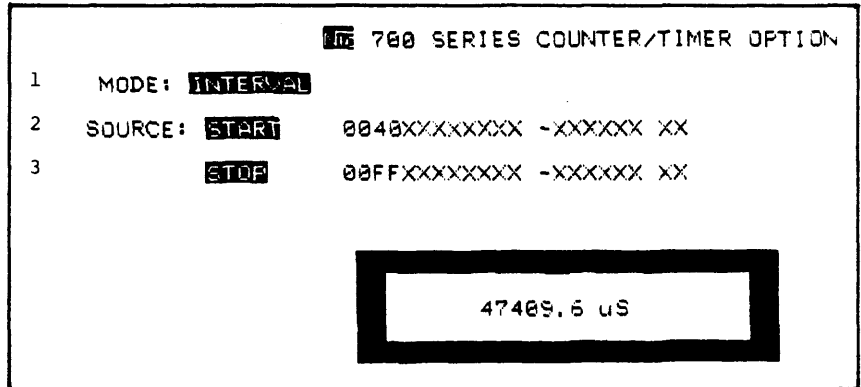 700 SERIES COUNTER/TIMER OPTION
1 MODE: INTERVAL
2 SOURCE: START 0040XXXXXXXX -XXXXXX XX
3 STOP 00FFXXXXXXXX -XXXXXX XX
47409.6 uS